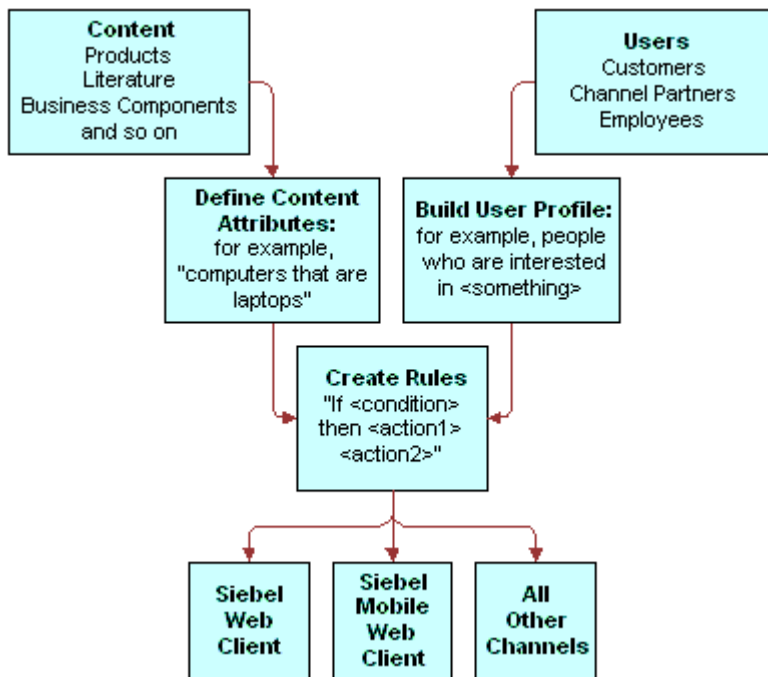 Content
Products
Literature
Business Components
and so on
Users
Customers
Channel Partners
Employees
Define Content
Attributes:
for example,
"computers that are
laptops"
Build User Profile:
for example, people
who are interested
in <something>
Create Rules
"If <condition>
then <action1>
<action2>"
Siebel
Web
Client
Siebel
Mobile
Web
Client
All
Other
Channels